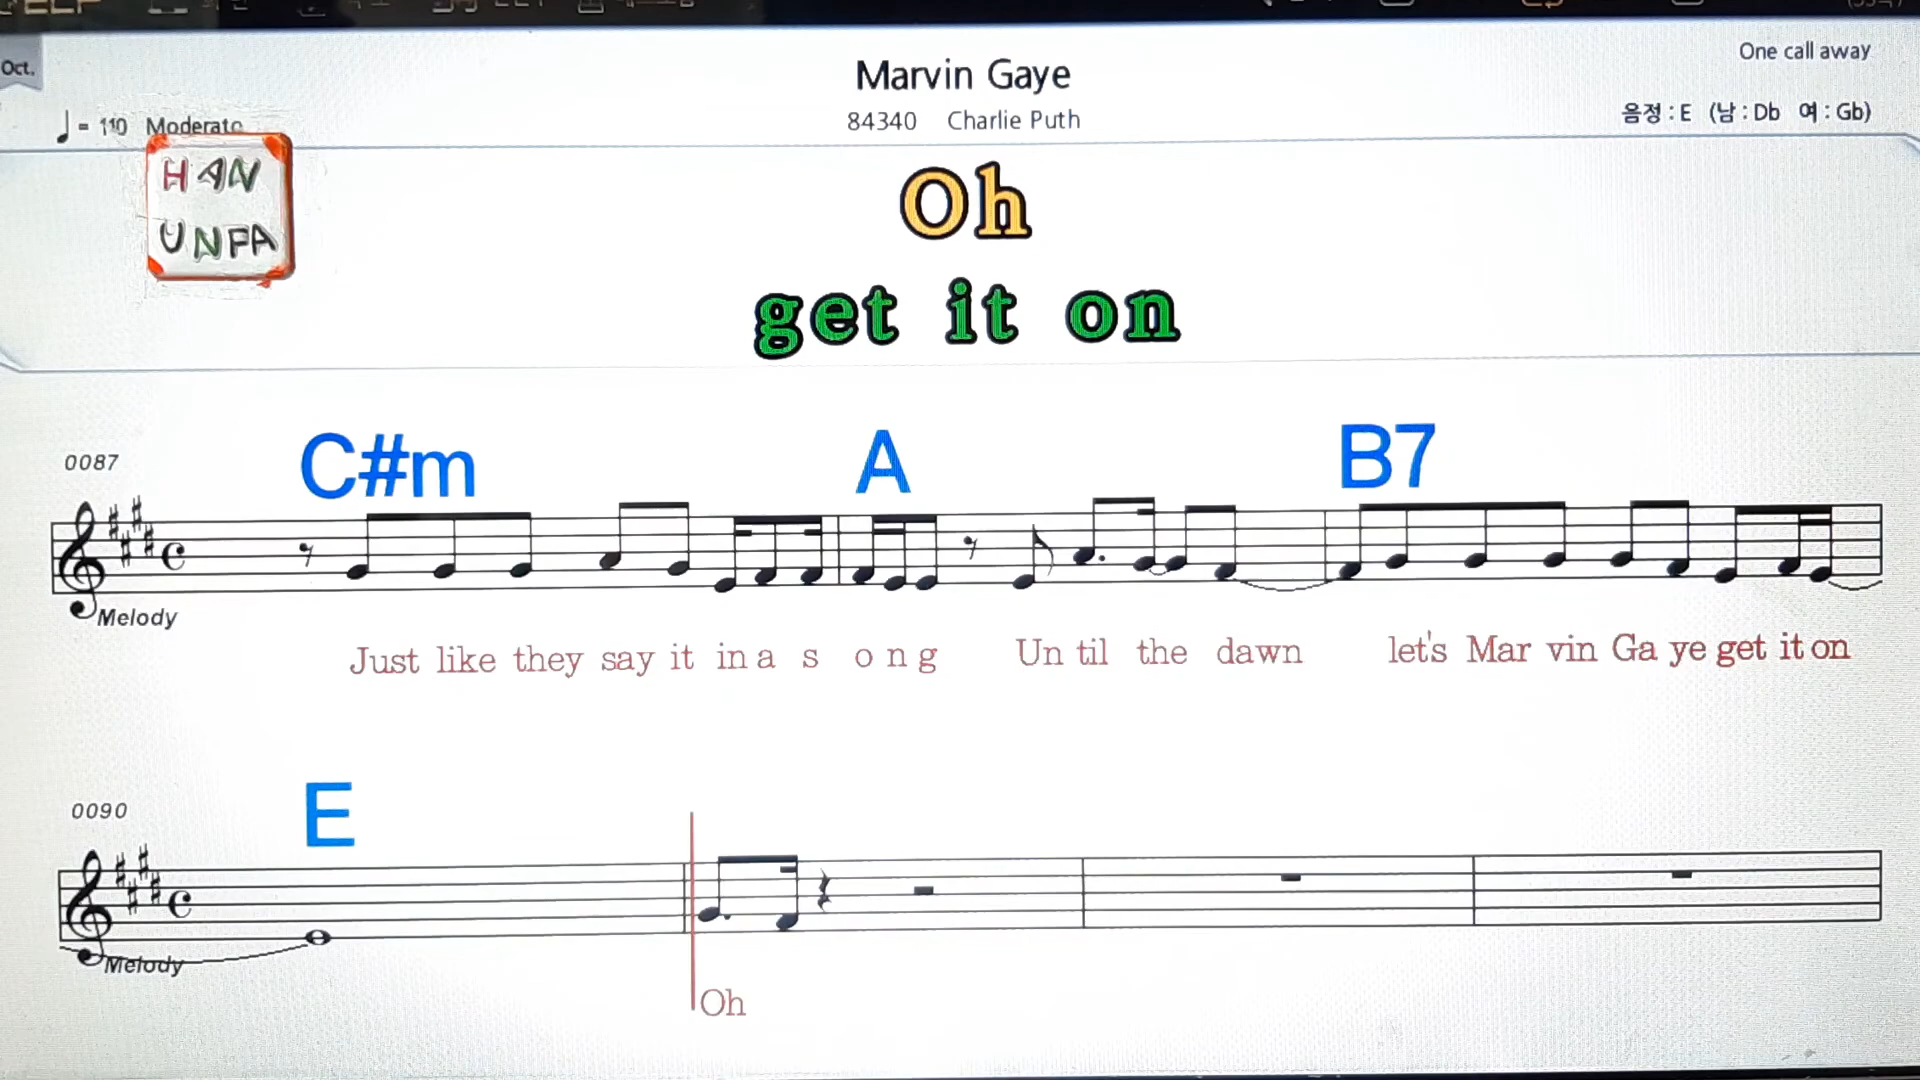 One call away
Oct.
Marvin Gaye
= 110 Moderato
84340 Charlie Puth
음정 : E (남 : Db 여 : Gb)
HAN
UNFA
Oh
get it on
C#m A B7
0087
Melody
Just like they say it in a s o n g Un til the dawn let's Mar vin Ga ye get it on
E
0090
Melody
Oh